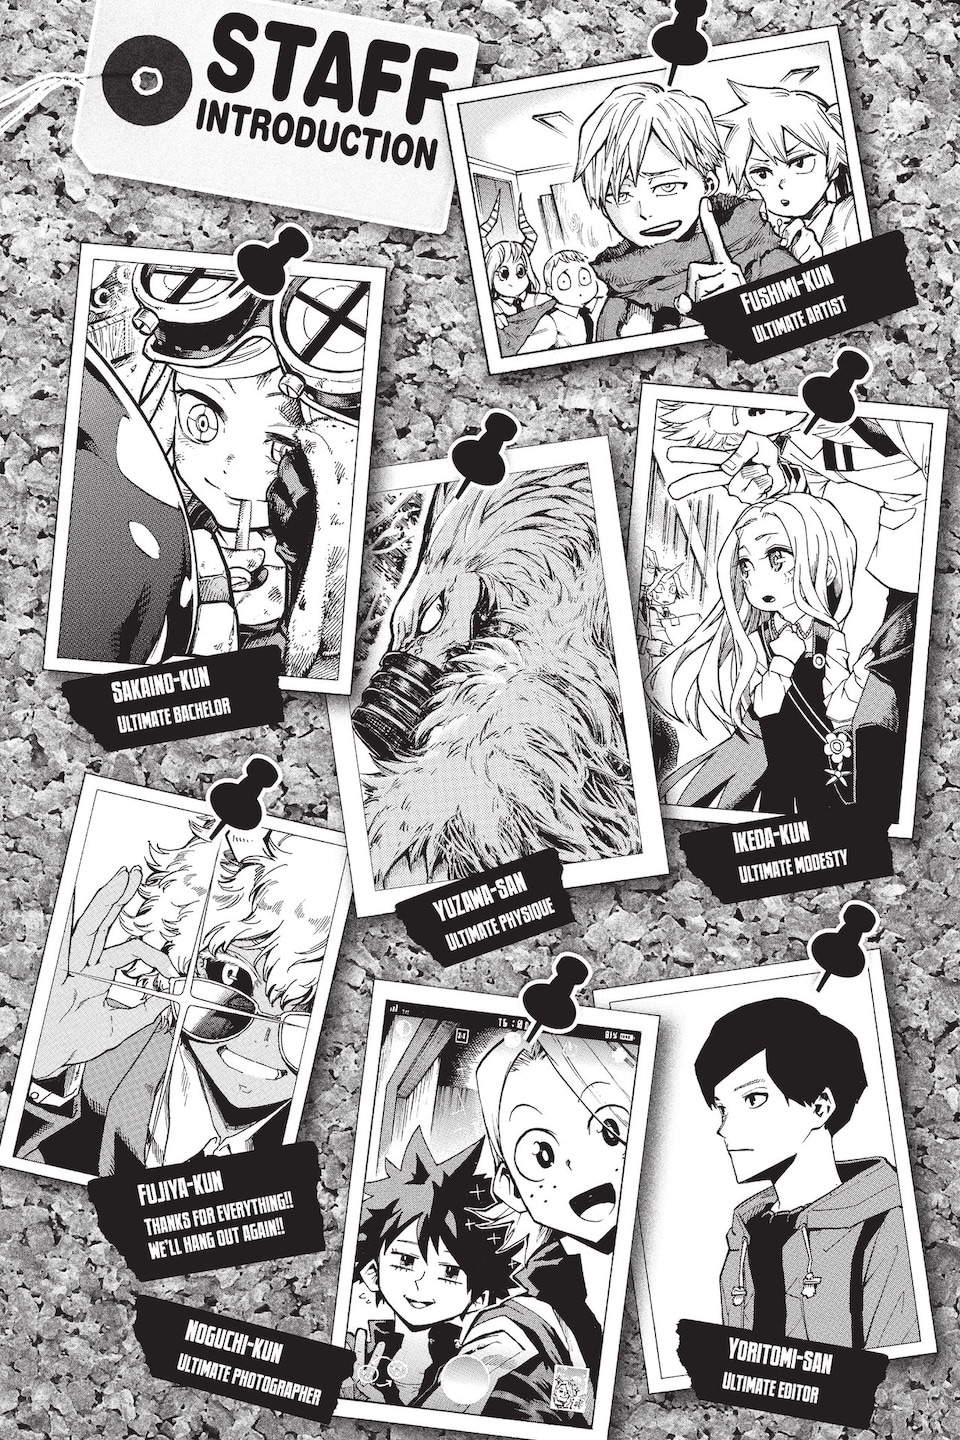 STAFF
INTRODUCTION
FUSHIMI-KUN
ULTIMATE ARTIST
SAKAINO-KUN
ULTIMATE BACHELOR
IKEDA-KUN
ULTIMATE MODESTY
YUZAWA-SAN
ULTIMATE PHYSIQUE
FUJIYA-KUN
THANKS FOR EVERYTHING!!
WE'LL HANG OUT AGAIN!!
81%
NOGUCHI-KUN
ULTIMATE PHOTOGRAPHER
YORITOMI-SAN
ULTIMATE EDITOR